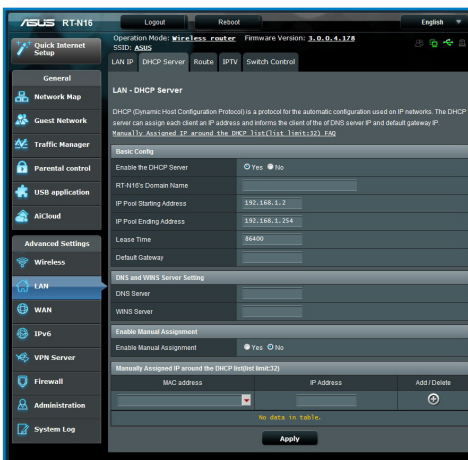 ASUS RT-N16
Logout
Reboot
English
Quick Internet Setup
Operation Mode: Wireless router Firmware Version: 3.0.0.4.178
SSID: ASUS
LAN IP
DHCP Server
Route
IPTV
Switch Control
General
Network Map
Guest Network
Traffic Manager
Parental control
USB application
AiCloud
Advanced Settings
Wireless
LAN
WAN
IPv6
VPN Server
Firewall
Administration
System Log
LAN - DHCP Server
DHCP (Dynamic Host Configuration Protocol) is a protocol for the automatic configuration used on IP networks. The DHCP
server can assign each client an IP address and informs the client of the of DNS server IP and default gateway IP.
Manually Assigned IP around the DHCP list(list limit:32) FAQ
Basic Config
Enable the DHCP Server
Yes No
RT-N16's Domain Name
IP Pool Starting Address
192.168.1.2
IP Pool Ending Address
192.168.1.254
Lease Time
86400
Default Gateway
DNS and WINS Server Setting
DNS Server
WINS Server
Enable Manual Assignment
Enable Manual Assignment
Yes No
Manually Assigned IP around the DHCP list(list limit:32)
MAC address
IP Address
Add / Delete
No data in table.
Apply